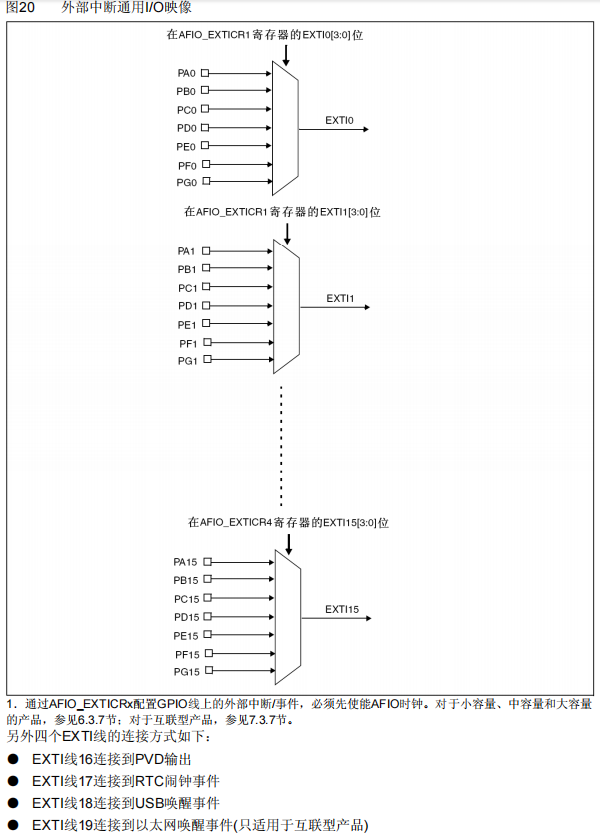 图20 外部中断通用I/O映像
在AFIO_EXTICR1寄存器的EXTI0[3:0]位
PA0
PB0
PC0
PD0
PE0
PF0
PG0
EXTI0
在AFIO_EXTICR1寄存器的EXTI1[3:0]位
PA1
PB1
PC1
PD1
PE1
PF1
PG1
EXTI1
在AFIO_EXTICR4寄存器的EXTI15[3:0]位
PA15
PB15
PC15
PD15
PE15
PF15
PG15
EXTI15
1. 通过AFIO_EXTICRx配置GPIO线上的外部中断/事件，必须先使能AFIO时钟。对于小容量、中容量和大容量
的产品，参见6.3.7节；对于互联型产品，参见7.3.7节。
另外四个EXTI线的连接方式如下：
● EXTI线16连接到PVD输出
● EXTI线17连接到RTC闹钟事件
● EXTI线18连接到USB唤醒事件
● EXTI线19连接到以太网唤醒事件(只适用于互联型产品)